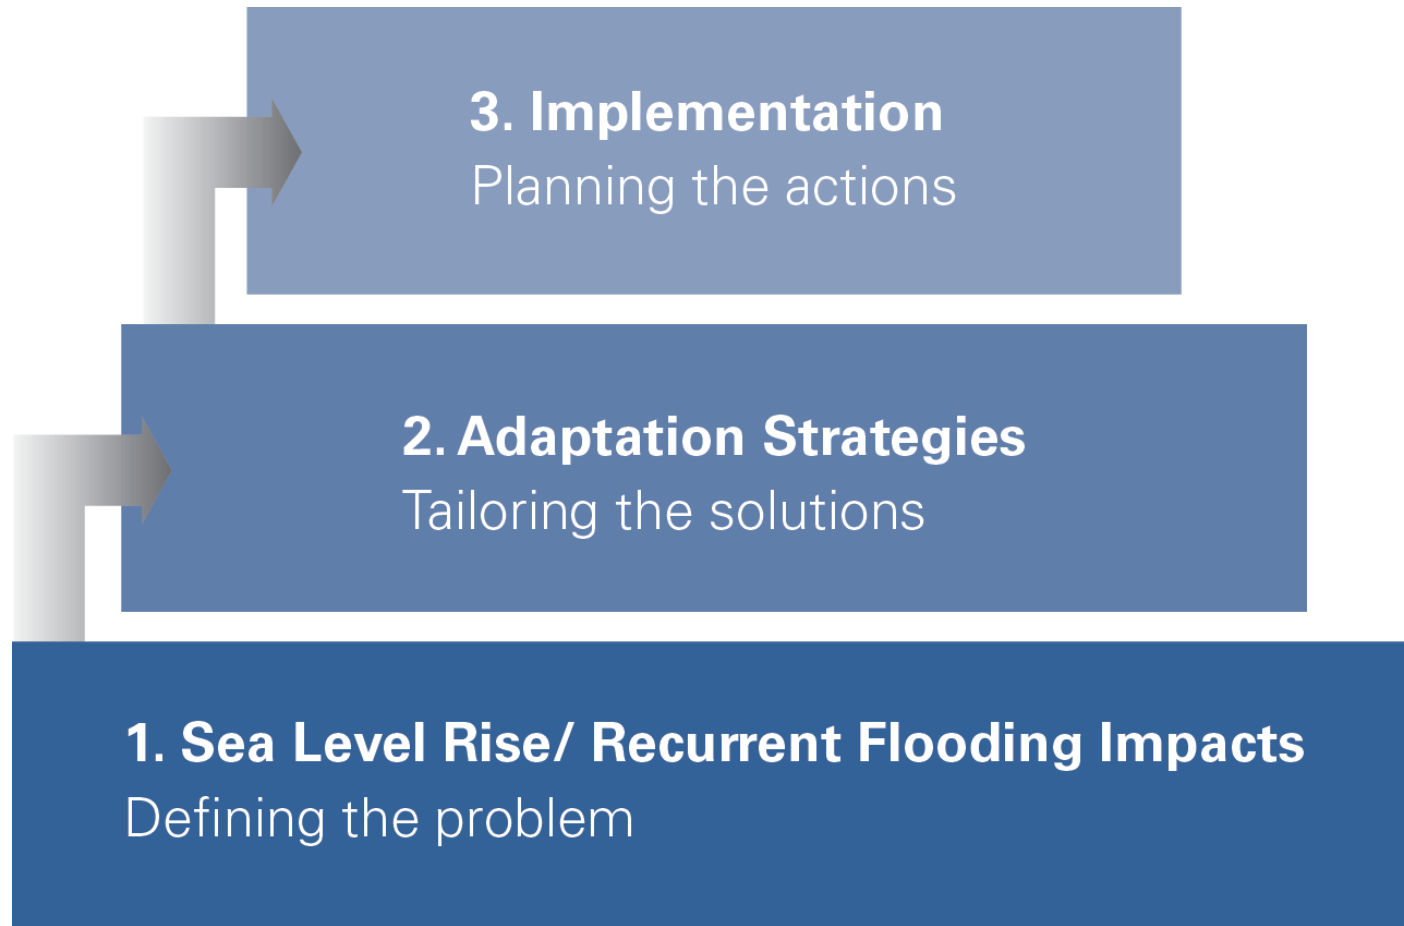 3. Implementation
Planning the actions
2. Adaptation Strategies
Tailoring the solutions
1. Sea Level Rise/ Recurrent Flooding Impacts
Defining the problem